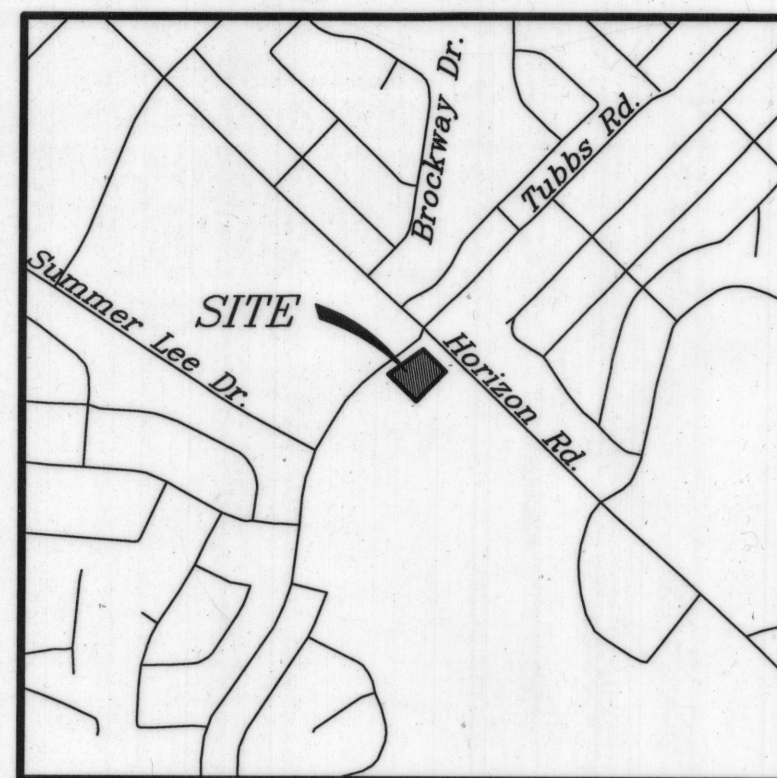 Brockway Dr.
Tubbs Rd.
Summer Lee Dr.
SITE
Horizon Rd.